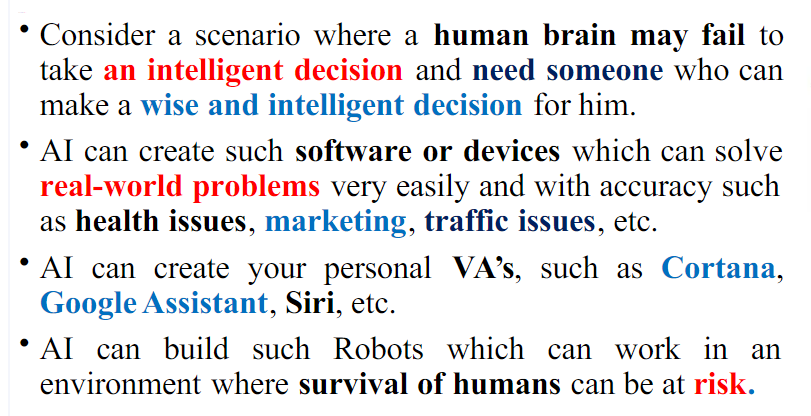 • Consider a scenario where a human brain may fail to
take an intelligent decision and need someone who can
make a wise and intelligent decision for him.
• AI can create such software or devices which can solve
real-world problems very easily and with accuracy such
as health issues, marketing, traffic issues, etc.
• AI can create your personal VA’s, such as Cortana,
Google Assistant, Siri, etc.
• AI can build such Robots which can work in an
environment where survival of humans can be at risk.